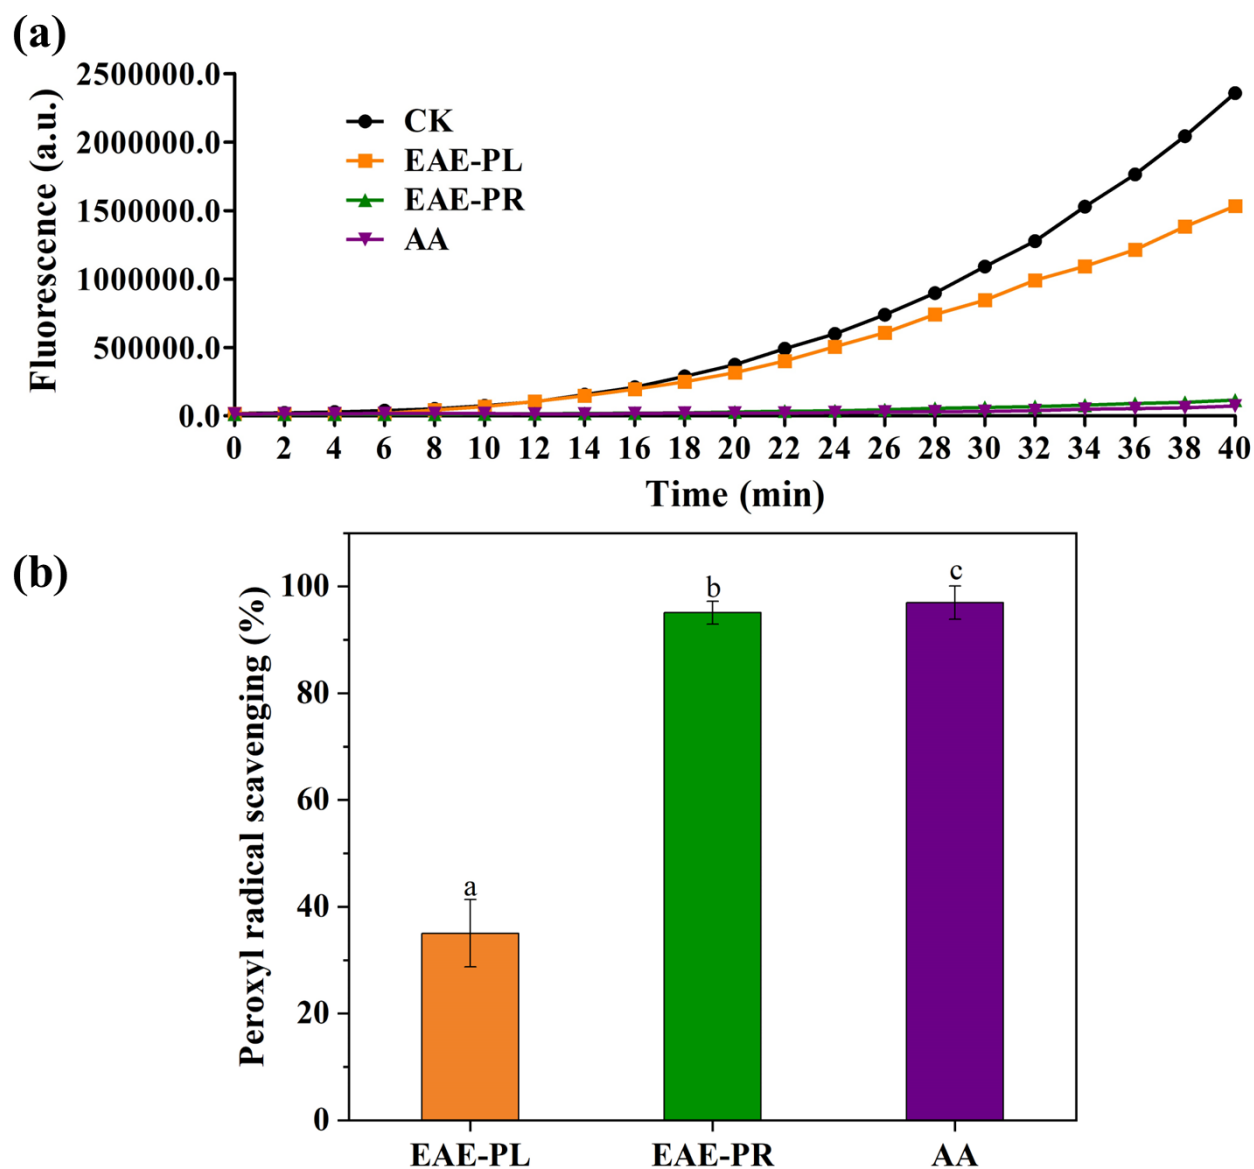 (a)
Fluorescence (a.u.)
2500000.0
2000000.0
1500000.0
1000000.0
500000.0
0.0
CK
EAE-PL
EAE-PR
AA
0 2 4 6 8 10 12 14 16 18 20 22 24 26 28 30 32 34 36 38 40
Time (min)
(b)
Peroxyl radical scavenging (%)
100
80
60
40
20
0
a
b
c
EAE-PL EAE-PR AA